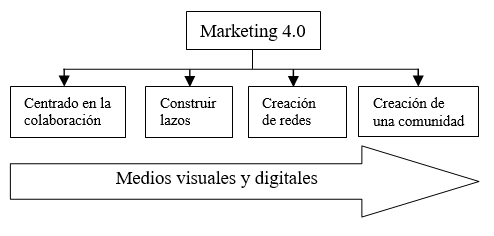 Marketing 4.0
Centrado en la
colaboración
Construir
lazos
Creación
de redes
Creación de
una comunidad
Medios visuales y digitales